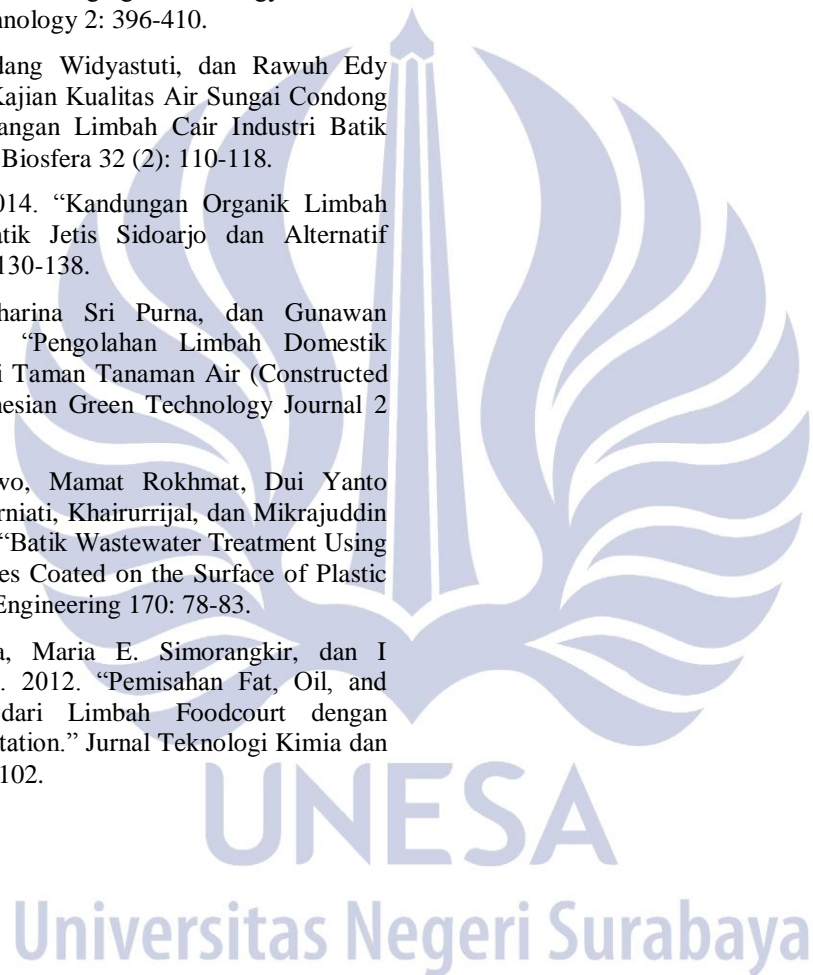 hnology 2: 396-410.
dang Widyastuti, dan Rawuh Edy
Kajian Kualitas Air Sungai Condong
angan Limbah Cair Industri Batik
Biosfera 32 (2): 110-118.
014. “Kandungan Organik Limbah
atik Jetis Sidoarjo dan Alternatif
130-138.
harina Sri Purna, dan Gunawan
“Pengolahan Limbah Domestik
i Taman Tanaman Air (Constructed
nesian Green Technology Journal 2
wo, Mamat Rokhmat, Dui Yanto
rniati, Khairurrijal, dan Mikrajuddin
“Batik Wastewater Treatment Using
es Coated on the Surface of Plastic
Engineering 170: 78-83.
a, Maria E. Simorangkir, dan I
. 2012. “Pemisahan Fat, Oil, and
dari Limbah Foodcourt dengan
tation.” Jurnal Teknologi Kimia dan
102.
UNESA
Universitas Negeri Surabaya